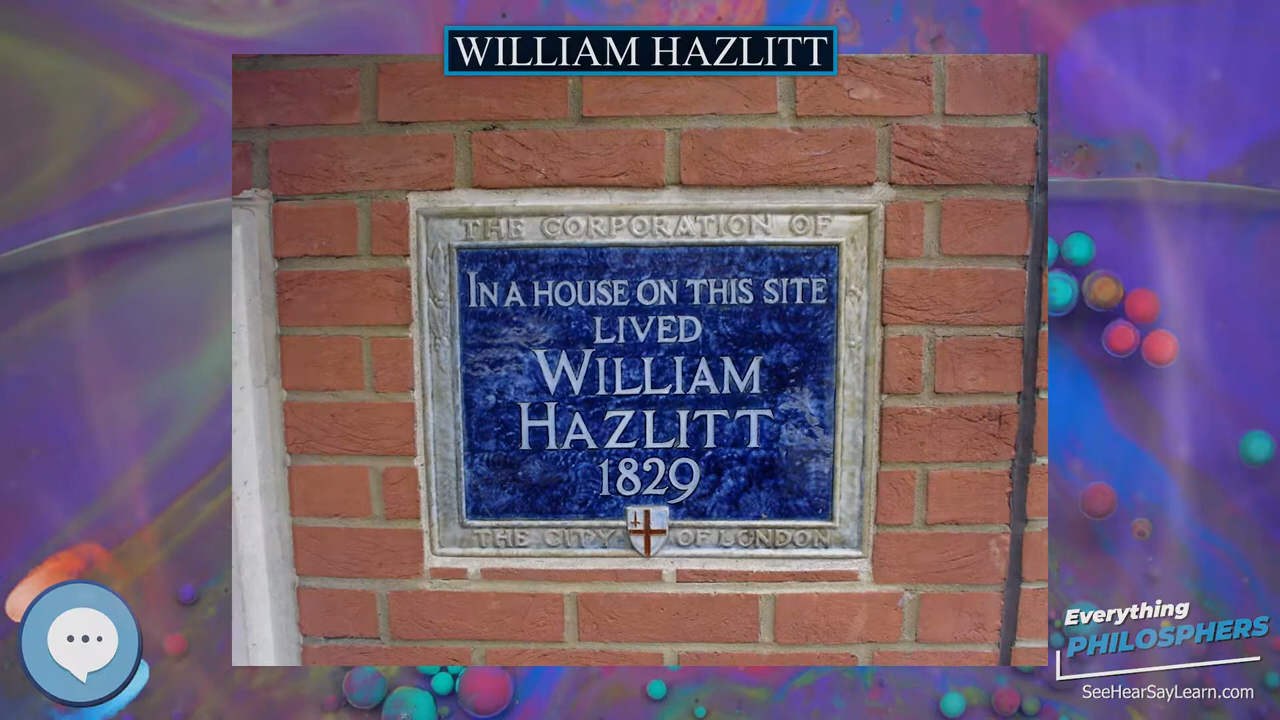 WILLIAM HAZLITT
THE CORPORATION OF
IN A HOUSE ON THIS SITE
LIVED
WILLIAM
HAZLITT
1829
THE CITY OF LONDON
Everything
PHILOSPHERS
SeeHearSayLearn.com